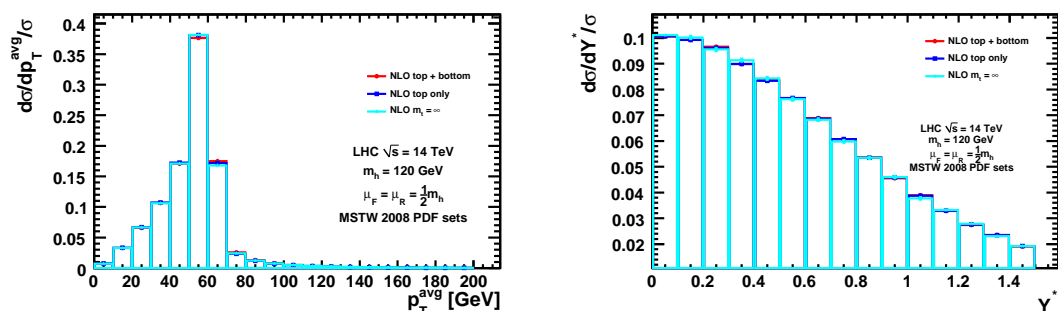 dσ/dp_T^avg/σ
0.4
0.35
0.3
0.25
0.2
0.15
0.1
0.05
0
NLO top + bottom
NLO top only
NLO m_t = ∞
LHC √s = 14 TeV
m_h = 120 GeV
μ_F = μ_R = 1/2 m_h
MSTW 2008 PDF sets
0 20 40 60 80 100 120 140 160 180 200
p_T^avg [GeV]
dσ/dY*/σ
0.1
0.09
0.08
0.07
0.06
0.05
0.04
0.03
0.02
NLO top + bottom
NLO top only
NLO m_t = ∞
LHC √s = 14 TeV
m_h = 120 GeV
μ_F = μ_R = 1/2 m_h
MSTW 2008 PDF sets
0 0.2 0.4 0.6 0.8 1 1.2 1.4
Y*